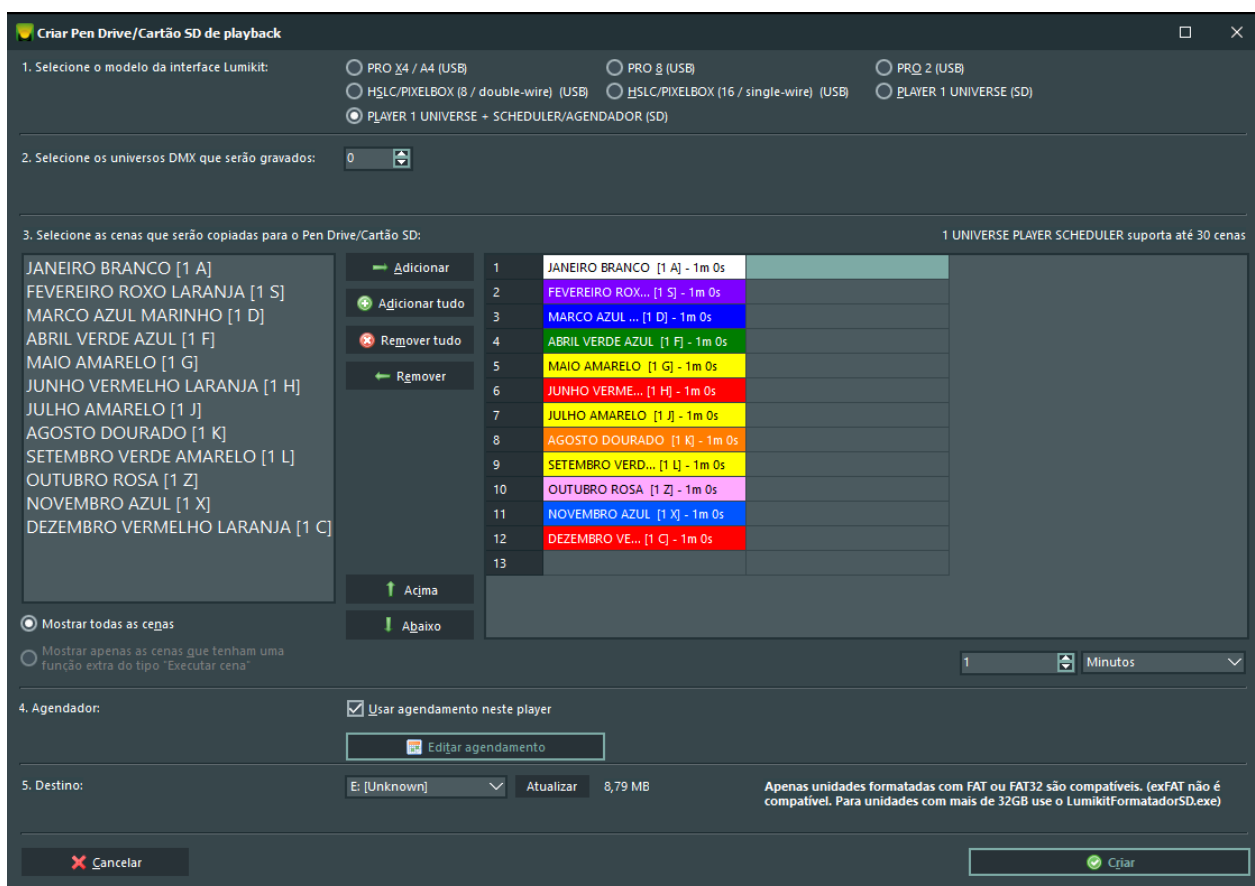 Criar Pen Drive/Cartão SD de playback
1. Selecione o modelo da interface Lumikit:
PRO X4 / A4 (USB)
PRO 8 (USB)
PRO 2 (USB)
HSLC/PIXELBOX (8 / double-wire) (USB)
HSLC/PIXELBOX (16 / single-wire) (USB)
PLAYER 1 UNIVERSE (SD)
PLAYER 1 UNIVERSE + SCHEDULER/AGENDADOR (SD)
2. Selecione os universos DMX que serão gravados:
0
3. Selecione as cenas que serão copiadas para o Pen Drive/Cartão SD:
1 UNIVERSE PLAYER SCHEDULER suporta até 30 cenas
JANEIRO BRANCO [1 A]
FEVEREIRO ROXO LARANJA [1 S]
MARCO AZUL MARINHO [1 D]
ABRIL VERDE AZUL [1 F]
MAIO AMARELO [1 G]
JUNHO VERMELHO LARANJA [1 H]
JULHO AMARELO [1 J]
AGOSTO DOURADO [1 K]
SETEMBRO VERDE AMARELO [1 L]
OUTUBRO ROSA [1 Z]
NOVEMBRO AZUL [1 X]
DEZEMBRO VERMELHO LARANJA [1 C]
Adicionar
Adicionar tudo
Remover tudo
Remover
Acima
Abaixo
1 JANEIRO BRANCO [1 A] - 1m 0s
2 FEVEREIRO ROX... [1 S] - 1m 0s
3 MARCO AZUL ... [1 D] - 1m 0s
4 ABRIL VERDE AZUL [1 F] - 1m 0s
5 MAIO AMARELO [1 G] - 1m 0s
6 JUNHO VERME... [1 H] - 1m 0s
7 JULHO AMARELO [1 J] - 1m 0s
8 AGOSTO DOURADO [1 K] - 1m 0s
9 SETEMBRO VERD... [1 L] - 1m 0s
10 OUTUBRO ROSA [1 Z] - 1m 0s
11 NOVEMBRO AZUL [1 X] - 1m 0s
12 DEZEMBRO VE... [1 C] - 1m 0s
13
Mostrar todas as cenas
Mostrar apenas as cenas que tenham uma
função extra do tipo "Executar cena"
1 Minutos
4. Agendador:
Usar agendamento neste player
Editar agendamento
5. Destino:
E: [Unknown]
Atualizar
8,79 MB
Apenas unidades formatadas com FAT ou FAT32 são compatíveis. (exFAT não é
compatível. Para unidades com mais de 32GB use o LumikitFormatadorSD.exe)
Cancelar
Criar